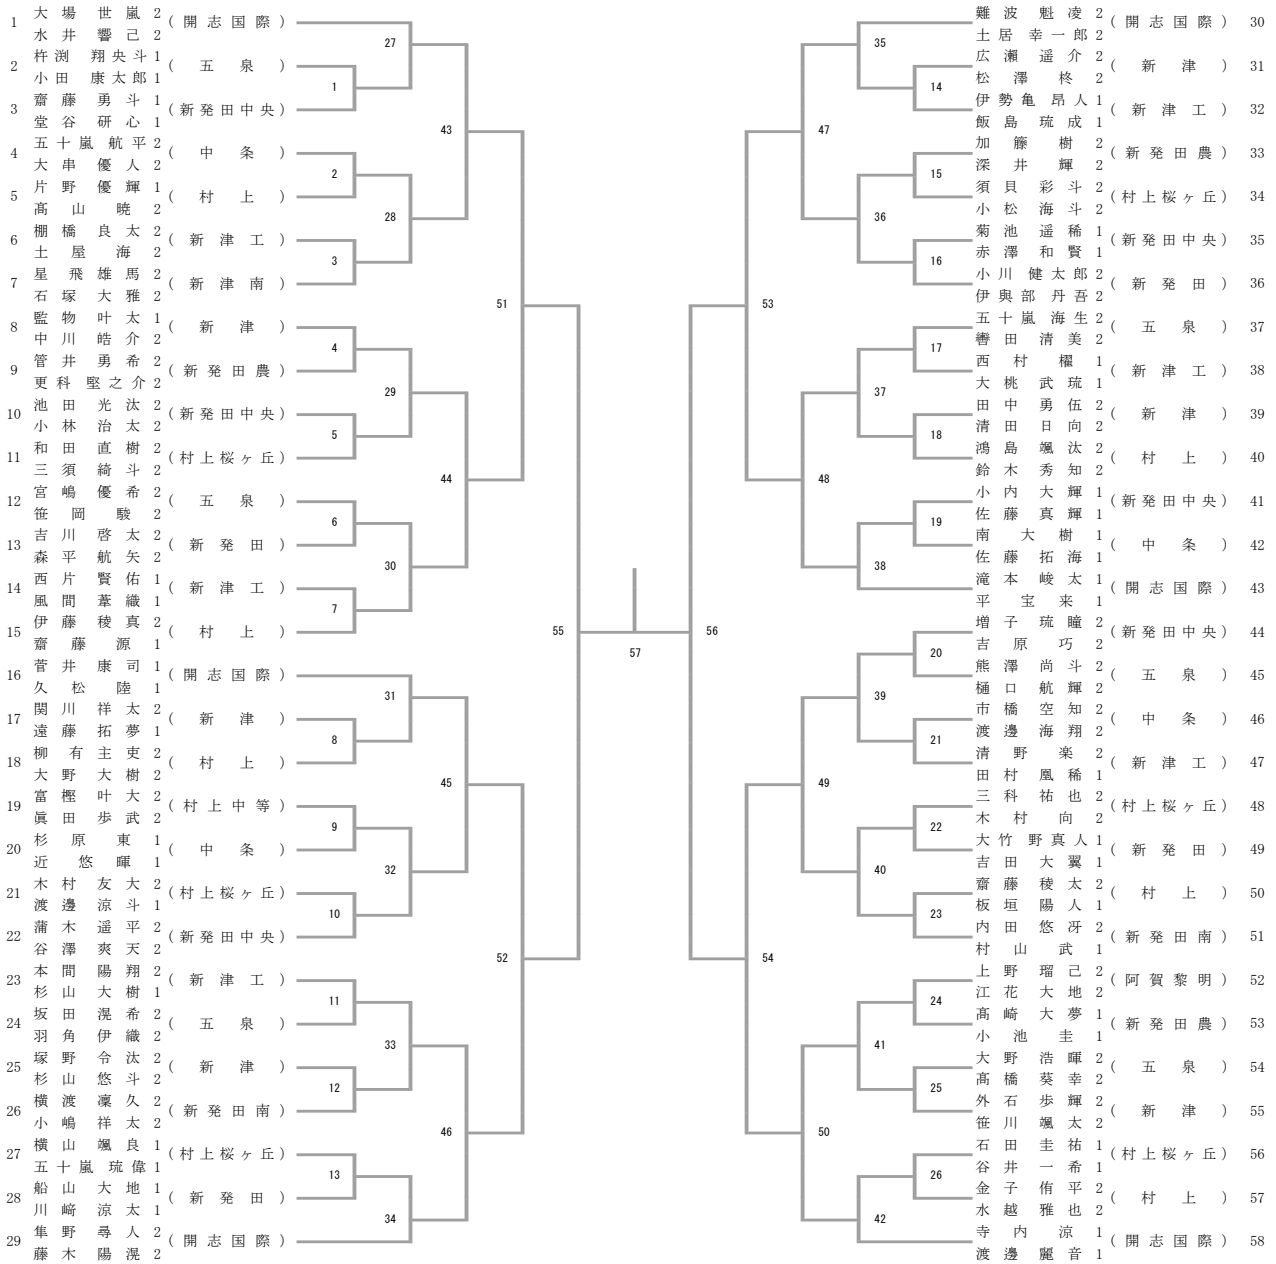 大場 世嵐 2
1 (開志国際)
水井 響己 2
杵渕 翔央斗 1
2 (五泉)
小田 康太郎 1
齋藤 勇斗 1
3 (新発田中央)
堂谷 研心 1
五十嵐 航平 2
4 (中条)
大串 優人 2
片野 優輝 1
5 (村上)
髙山 暁 2
棚橋 良太 2
6 (新津工)
土屋 海 2
星 飛雄馬 2
7 (新津南)
石塚 大雅 2
監物 叶太 1
8 (新津)
中川 皓介 2
管井 勇希 2
9 (新発田農)
更科 堅之介 2
池田 光汰 2
10 (新発田中央)
小林 治太 2
和田 直樹 2
11 (村上桜ヶ丘)
三須 綺斗 2
宮嶋 優希 2
12 (五泉)
笹岡 駿 2
吉川 啓太 2
13 (新発田)
森平 航矢 2
西片 賢佑 1
14 (新津工)
風間 葦織 1
伊藤 稜真 2
15 (村上)
齋藤 源 1
菅井 康司 1
16 (開志国際)
久松 陸 1
関川 祥太 2
17 (新津)
遠藤 拓夢 1
柳 有主吏 2
18 (村上)
大野 大樹 2
富樫 叶大 2
19 (村上中等)
眞田 歩武 2
杉原 東 1
20 (中条)
近 悠暉 1
木村 友大 2
21 (村上桜ヶ丘)
渡邊 涼斗 1
蒲木 遥平 2
22 (新発田中央)
谷澤 爽天 2
本間 陽翔 2
23 (新津工)
杉山 大樹 1
坂田 滉希 2
24 (五泉)
羽角 伊織 2
塚野 令汰 2
25 (新津)
杉山 悠斗 2
横渡 凜久 2
26 (新発田南)
小嶋 祥太 2
横山 颯良 1
27 (村上桜ヶ丘)
五十嵐 琉偉 1
船山 大地 1
28 (新発田)
川﨑 涼太 1
隼野 尋人 2
29 (開志国際)
藤木 陽滉 2
27
1
43
2
28
3
51
4
29
5
44
6
30
7
55
31
8
45
9
32
10
52
11
33
12
46
13
34
57
35
14
47
15
36
16
53
17
37
18
48
19
38
56
20
39
21
49
22
40
23
54
24
41
25
50
26
42
難波 魁凌 2
(開志国際) 30
土居 幸一郎 2
広瀬 遥介 2
(新津) 31
松澤 柊 2
伊勢亀 昂人 1
(新津工) 32
飯島 琉成 1
加籐 樹 2
(新発田農) 33
深井 輝 2
須貝 彩斗 2
(村上桜ヶ丘) 34
小松 海斗 2
菊池 遥稀 1
(新発田中央) 35
赤澤 和賢 1
小川 健太郎 2
(新発田) 36
伊與部 丹吾 2
五十嵐 海生 2
(五泉) 37
轡田 清美 2
西村 櫂 1
(新津工) 38
大桃 武琉 1
田中 勇伍 2
(新津) 39
清田 日向 2
鴻島 颯汰 2
(村上) 40
鈴木 秀知 2
小内 大輝 1
(新発田中央) 41
佐藤 真輝 1
南 大樹 1
(中条) 42
佐藤 拓海 1
滝本 峻太 1
(開志国際) 43
平 宝来 1
増子 琉瞳 2
(新発田中央) 44
吉原 巧 2
熊澤 尚斗 2
(五泉) 45
樋口 航輝 2
市橋 空知 2
(中条) 46
渡邊 海翔 2
清野 楽 2
(新津工) 47
田村 凰稀 1
三科 祐也 2
(村上桜ヶ丘) 48
木村 向 2
大竹 野真人 1
(新発田) 49
吉田 大翼 1
齋藤 稜太 2
(村上) 50
板垣 陽人 1
内田 悠冴 2
(新発田南) 51
村山 武 1
上野 瑠己 2
(阿賀黎明) 52
江花 大地 2
髙崎 大夢 1
(新発田農) 53
小池 圭 1
大野 浩暉 2
(五泉) 54
髙橋 葵幸 2
外石 歩輝 2
(新津) 55
笹川 颯太 2
石田 圭祐 1
(村上桜ヶ丘) 56
谷井 一希 1
金子 侑平 2
(村上) 57
水越 雅也 2
寺内 涼 1
(開志国際) 58
渡邊 麗音 1